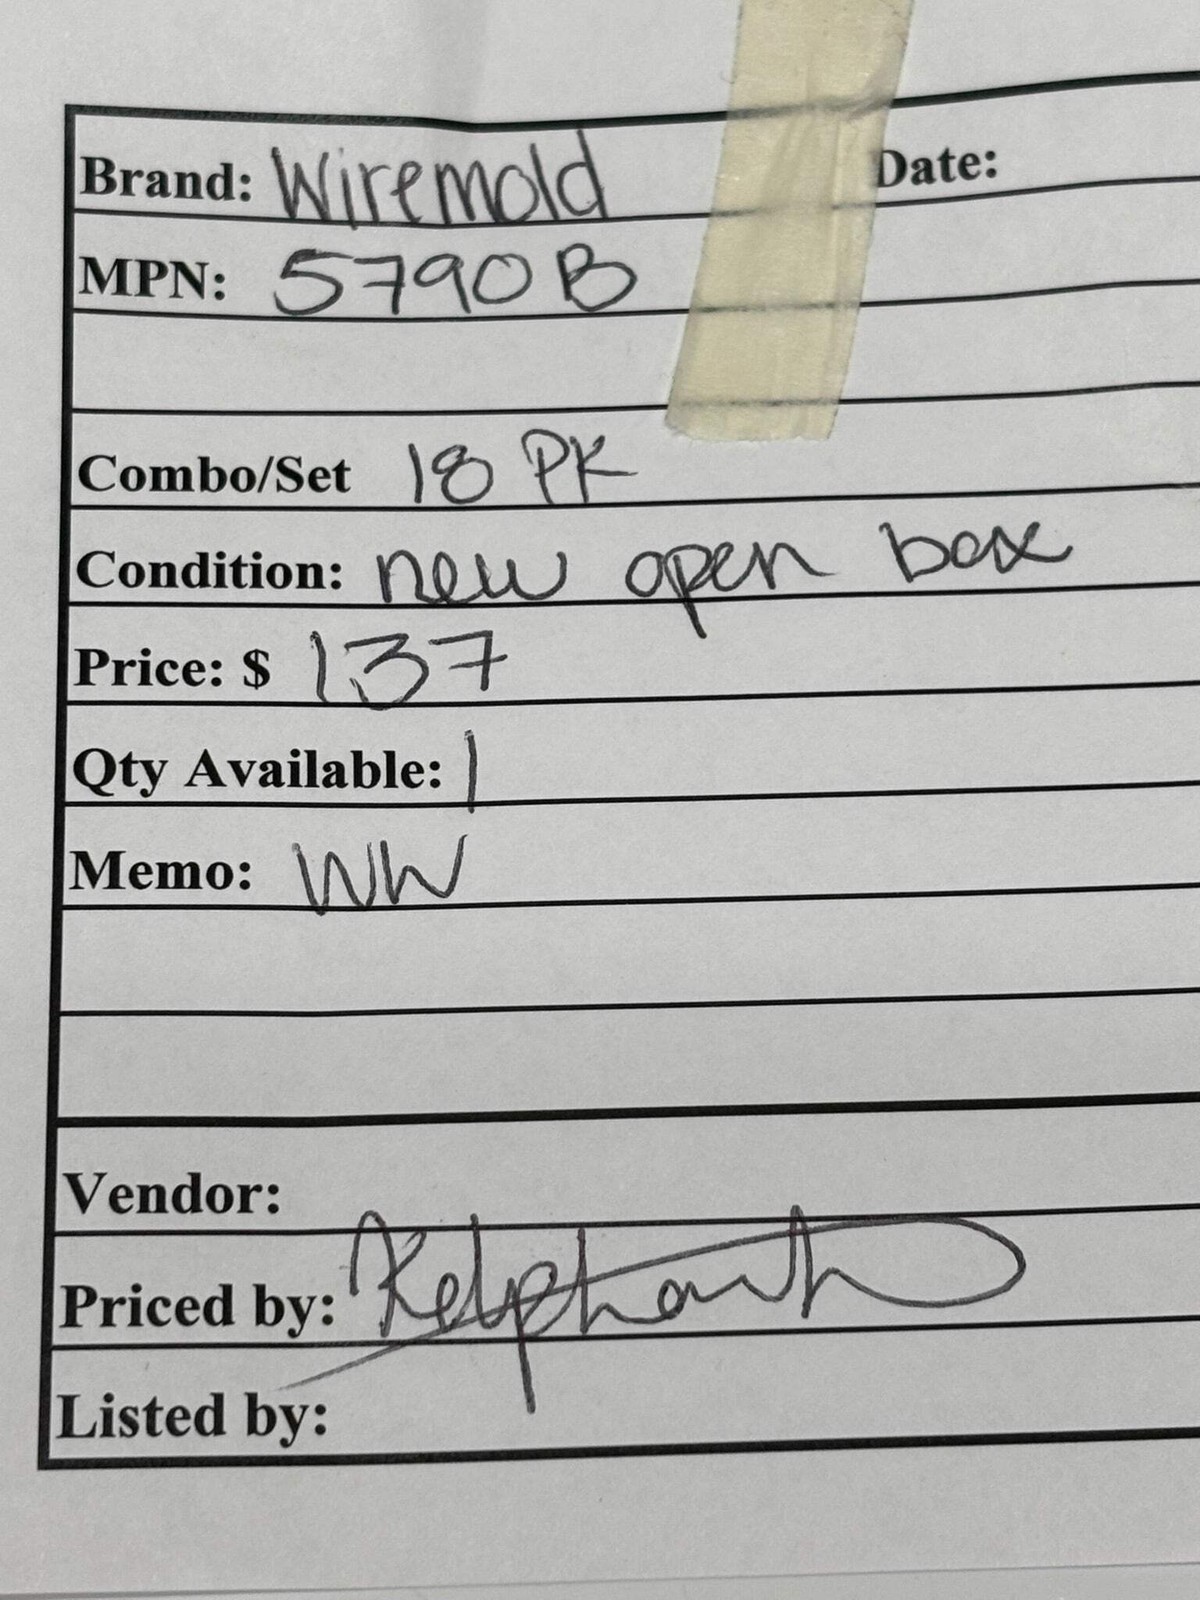 Brand: Wiremold Date:
MPN: 5790B
Combo/Set 18 PK
Condition: new open box
Price: $ 137
Qty Available: 1
Memo: WW
Vendor:
Priced by:
Listed by: